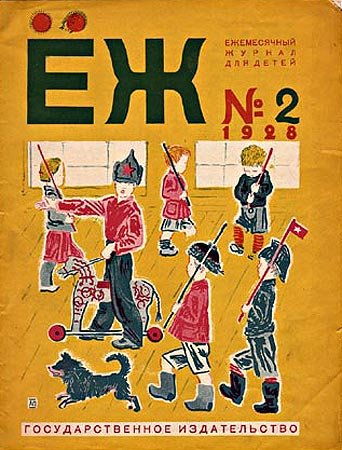 ЁЖ
ЕЖЕМЕСЯЧНЫЙ
ЖУРНАЛ
ДЛЯ ДЕТЕЙ
№ 2
1928
ГОСУДАРСТВЕННОЕ ИЗДАТЕЛЬСТВО